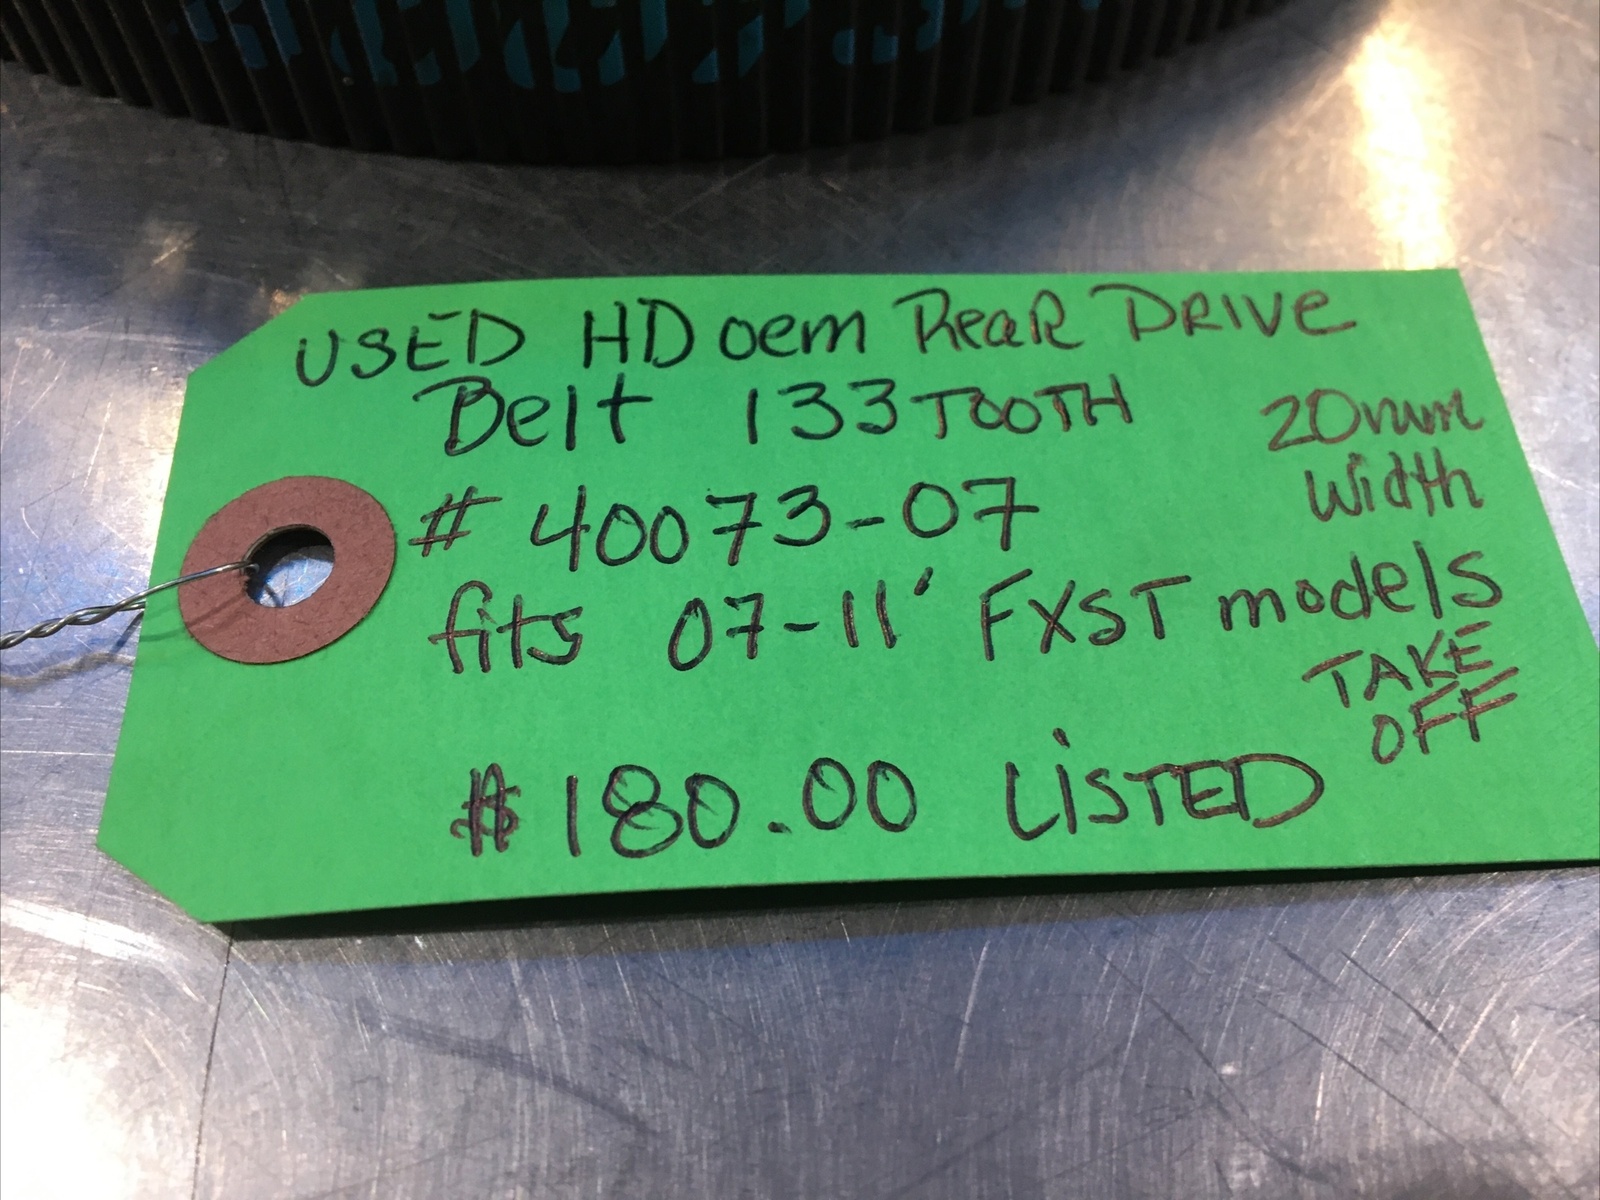 USED HD oem ReaR DRIVe
Belt 133 TOOTH
20mm
Width
# 40073-07
fits 07-11' FXST models
TAKE
OFF
$180.00 LiSTED